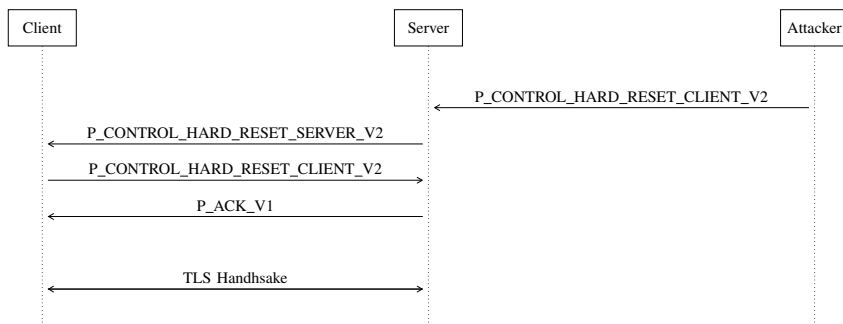 Client
Server
Attacker
P_CONTROL_HARD_RESET_CLIENT_V2
P_CONTROL_HARD_RESET_SERVER_V2
P_CONTROL_HARD_RESET_CLIENT_V2
P_ACK_V1
TLS Handhsake